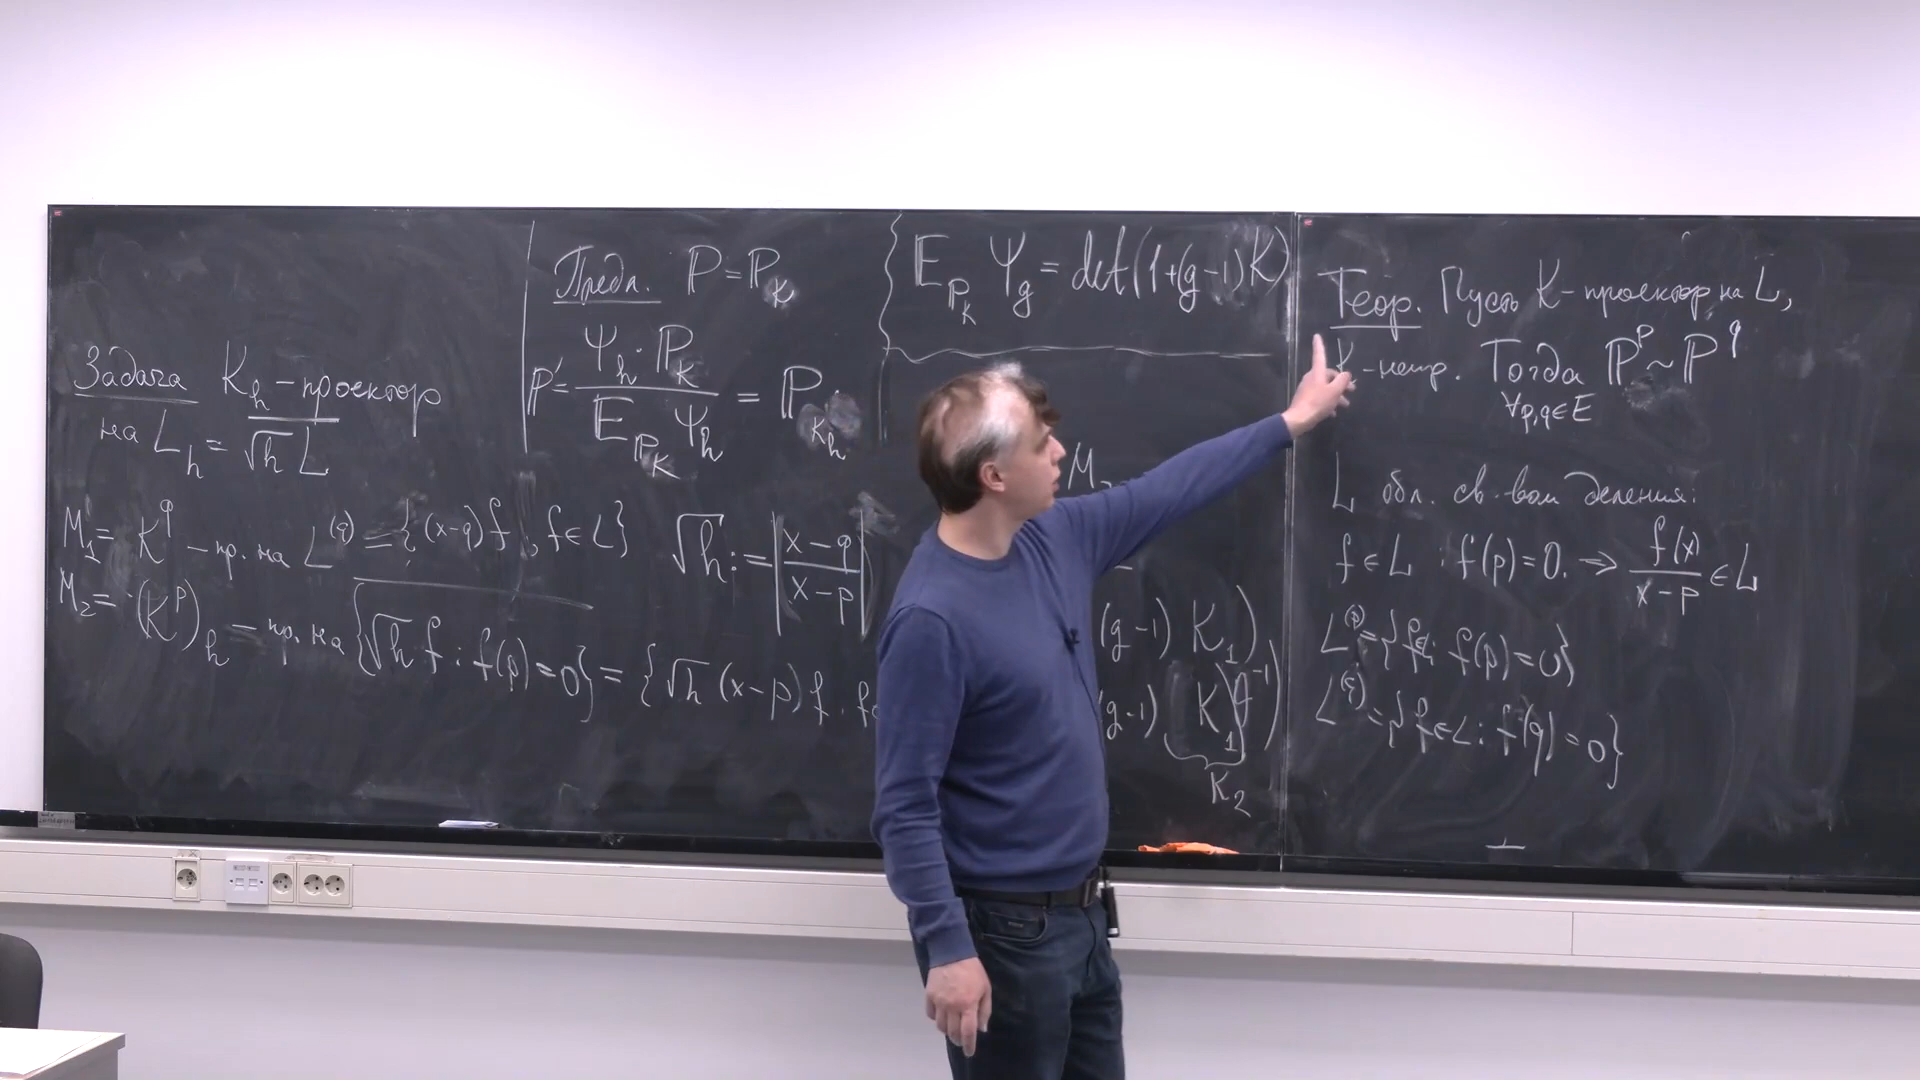 Задача K_h - проектор
на L_h = √h L
M_1 = K^q - пр. на L^(q) = {(x-q)f, f∈L}
M_2 = (K^p)_h - пр. на {√h f : f(p)=0} = {√h (x-p) f.
Предл. P = P_K
P' = Ψ_h · P_K / E_{P_K} Ψ_h = P_{K_h}
√h := |x-q / x-p|
E_{P_K} Ψ_g = det(1+(g-1)K)
M
(g-1) K_1)
(g-1) K_1
K_2
Теор. Пусть K - проектор на L,
K - непр. Тогда P^p ~ P^q
∀p,q∈E
L обл. св-вом деления:
f∈L : f(p)=0. ⇒ f(x) / x-p ∈ L
L^(p) = {f∈L: f(p)=0}
L^(q) = {f∈L: f(q)=0}